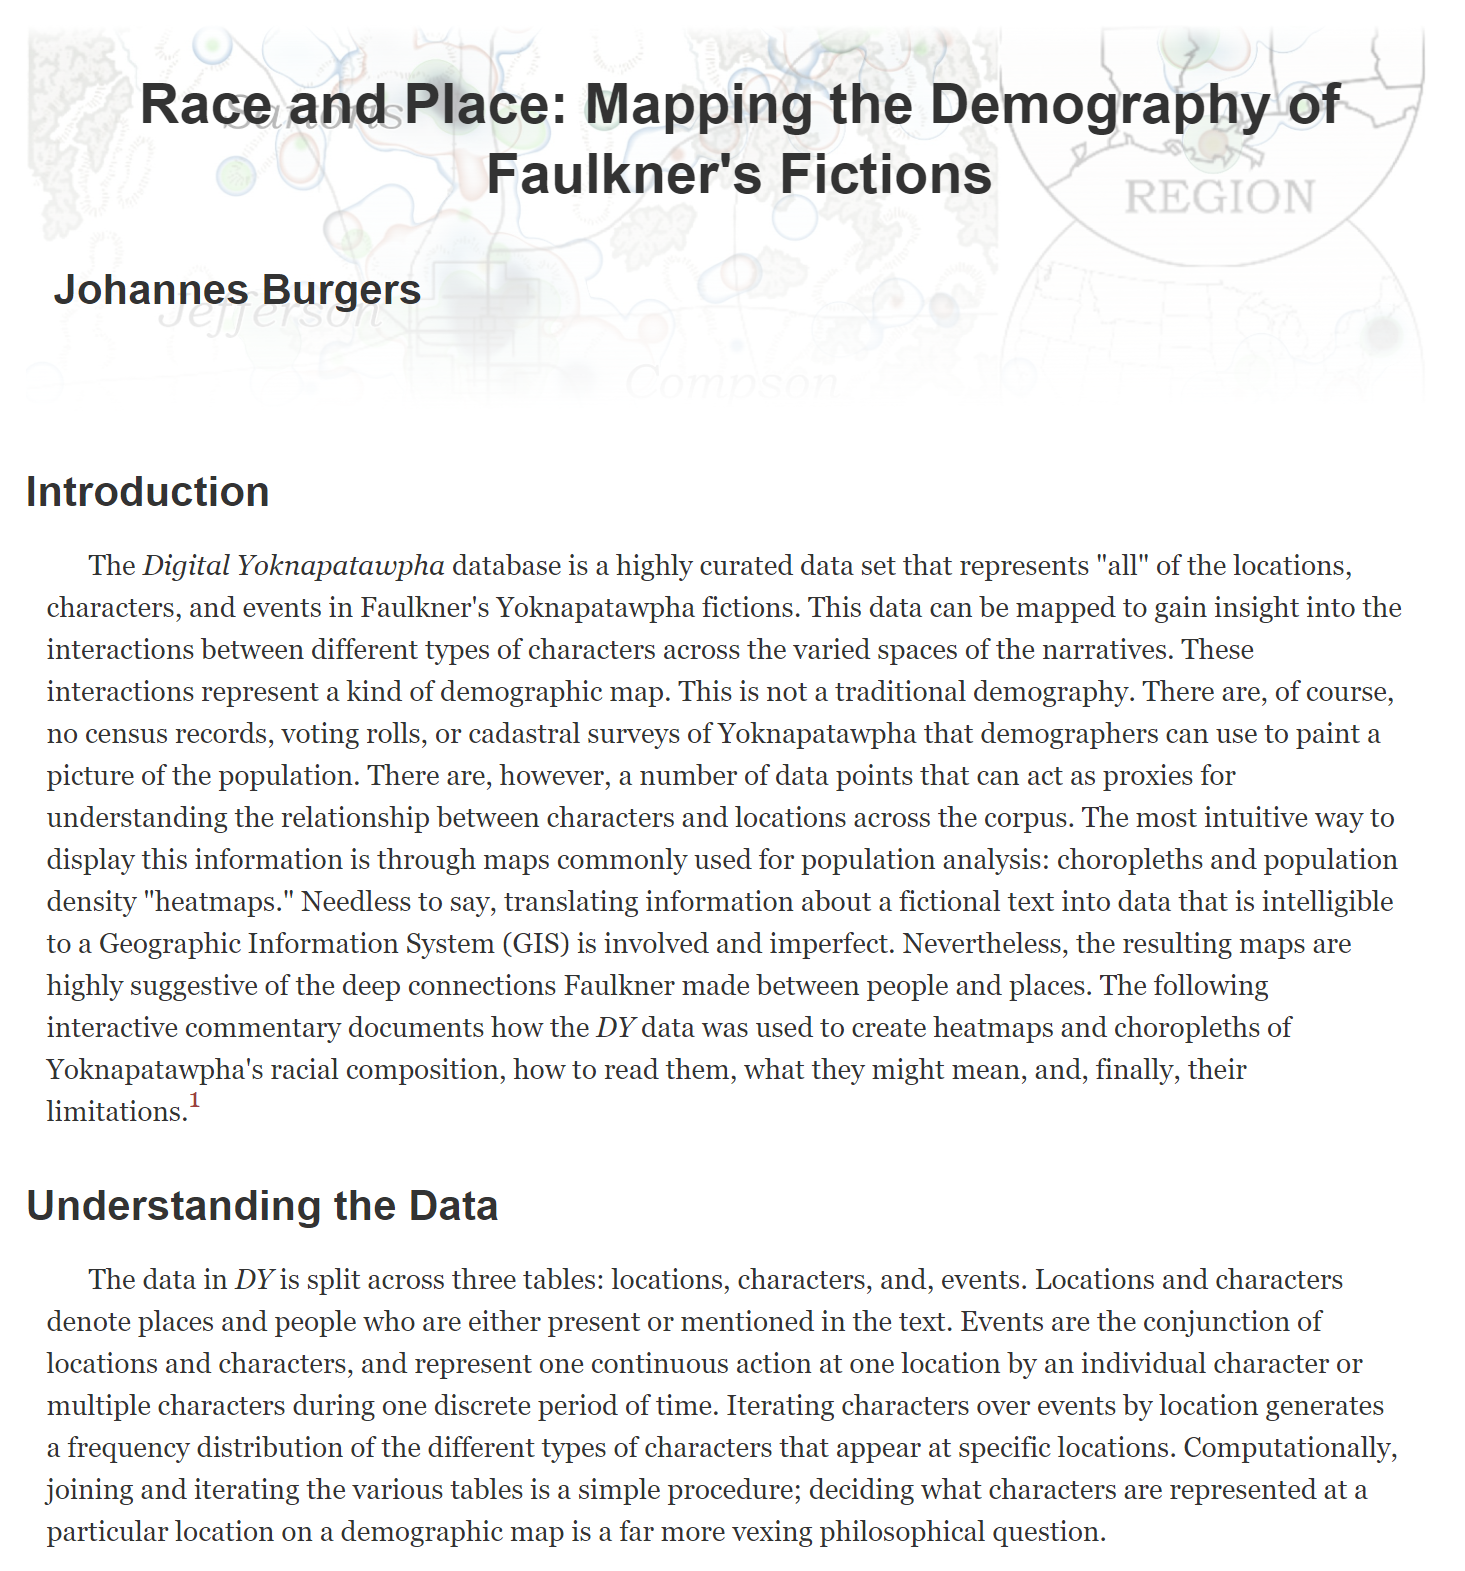 Race and Place: Mapping the Demography of
Faulkner's Fictions
Sartoris
REGION
Johannes Burgers
Jefferson
Compson
Introduction
The Digital Yoknapatawpha database is a highly curated data set that represents "all" of the locations,
characters, and events in Faulkner's Yoknapatawpha fictions. This data can be mapped to gain insight into the
interactions between different types of characters across the varied spaces of the narratives. These
interactions represent a kind of demographic map. This is not a traditional demography. There are, of course,
no census records, voting rolls, or cadastral surveys of Yoknapatawpha that demographers can use to paint a
picture of the population. There are, however, a number of data points that can act as proxies for
understanding the relationship between characters and locations across the corpus. The most intuitive way to
display this information is through maps commonly used for population analysis: choropleths and population
density "heatmaps." Needless to say, translating information about a fictional text into data that is intelligible
to a Geographic Information System (GIS) is involved and imperfect. Nevertheless, the resulting maps are
highly suggestive of the deep connections Faulkner made between people and places. The following
interactive commentary documents how the DY data was used to create heatmaps and choropleths of
Yoknapatawpha's racial composition, how to read them, what they might mean, and, finally, their
limitations.1
Understanding the Data
The data in DY is split across three tables: locations, characters, and, events. Locations and characters
denote places and people who are either present or mentioned in the text. Events are the conjunction of
locations and characters, and represent one continuous action at one location by an individual character or
multiple characters during one discrete period of time. Iterating characters over events by location generates
a frequency distribution of the different types of characters that appear at specific locations. Computationally,
joining and iterating the various tables is a simple procedure; deciding what characters are represented at a
particular location on a demographic map is a far more vexing philosophical question.